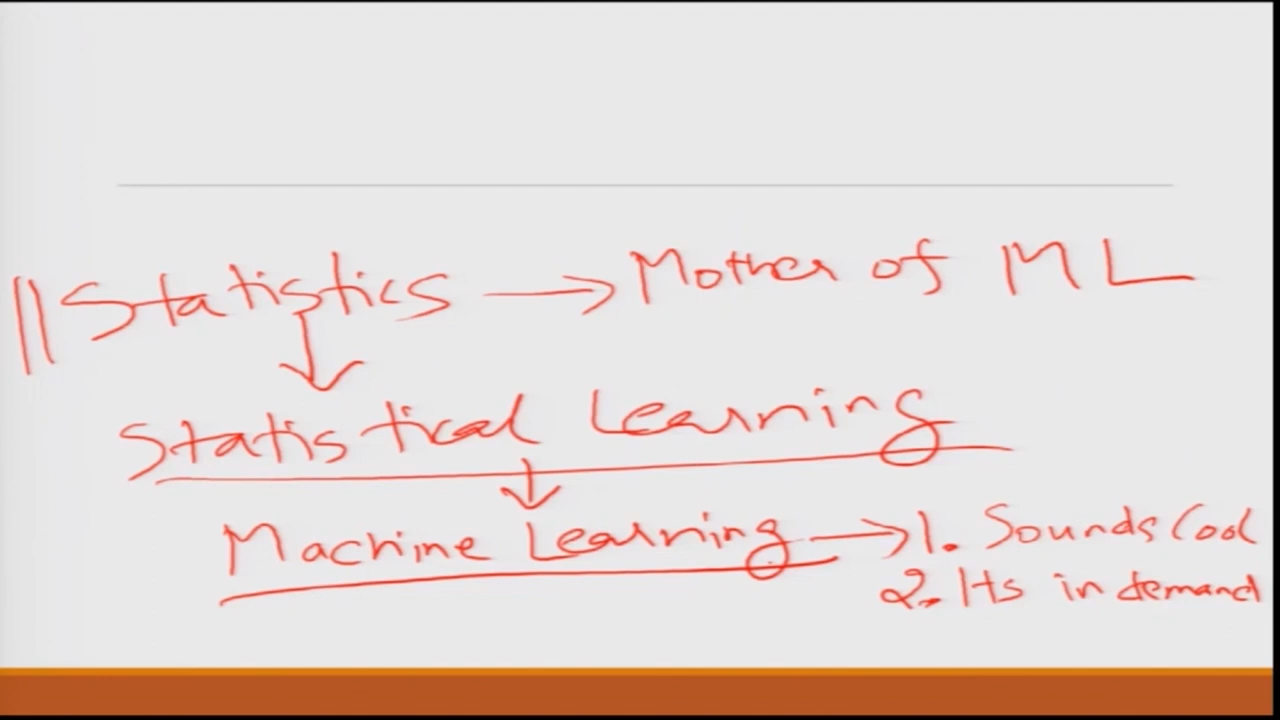 ||Statistics → Mother of ML
↓
Statistical Learning
↓
Machine Learning → 1. Sounds Cool
2. Its in demand